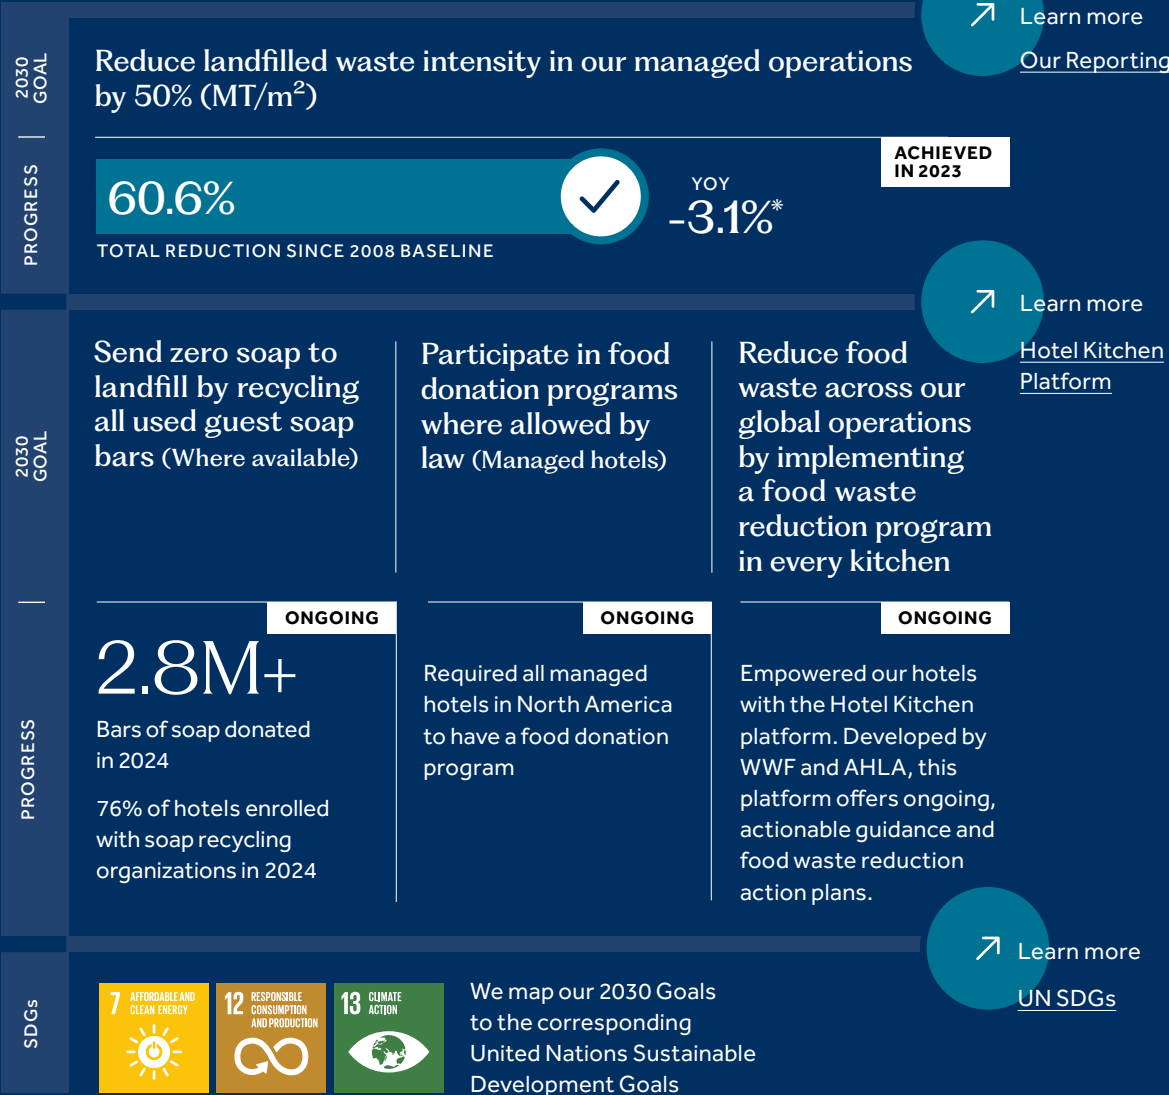 Learn more
Our Reporting
2030
GOAL
Reduce landfilled waste intensity in our managed operations
by 50% (MT/m²)
PROGRESS
ACHIEVED
IN 2023
60.6%
TOTAL REDUCTION SINCE 2008 BASELINE
YOY
-3.1%*
Learn more
Hotel Kitchen
Platform
2030
GOAL
Send zero soap to
landfill by recycling
all used guest soap
bars (Where available)
Participate in food
donation programs
where allowed by
law (Managed hotels)
Reduce food
waste across our
global operations
by implementing
a food waste
reduction program
in every kitchen
PROGRESS
ONGOING
2.8M+
Bars of soap donated
in 2024
76% of hotels enrolled
with soap recycling
organizations in 2024
ONGOING
Required all managed
hotels in North America
to have a food donation
program
ONGOING
Empowered our hotels
with the Hotel Kitchen
platform. Developed by
WWF and AHLA, this
platform offers ongoing,
actionable guidance and
food waste reduction
action plans.
Learn more
UN SDGs
SDGs
7 AFFORDABLE AND
CLEAN ENERGY
12 RESPONSIBLE
CONSUMPTION
AND PRODUCTION
13 CLIMATE
ACTION
We map our 2030 Goals
to the corresponding
United Nations Sustainable
Development Goals